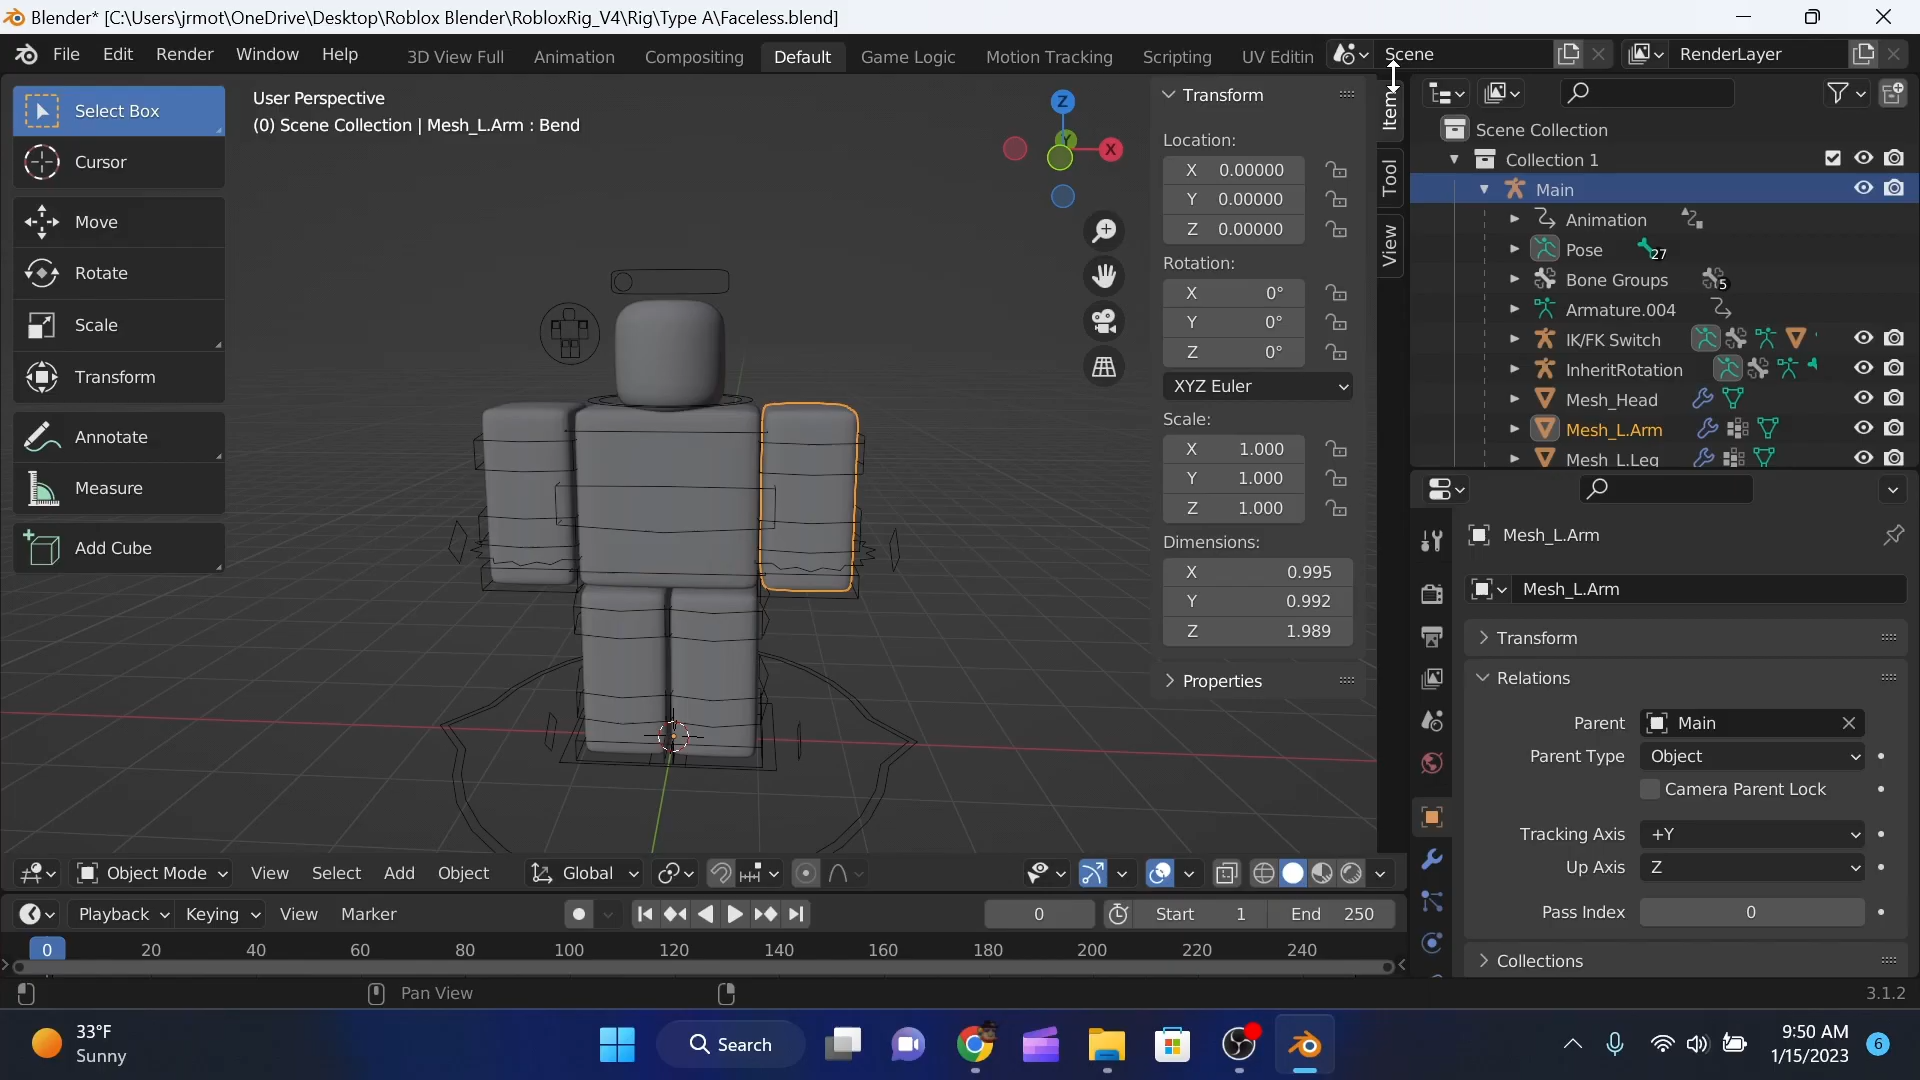 Blender* [C:\Users\jrmot\OneDrive\Desktop\Roblox Blender\RobloxRig_V4\Rig\Type A\Faceless.blend]
File Edit Render Window Help 3D View Full Animation Compositing Default Game Logic Motion Tracking Scripting UV Editin Scene RenderLayer
Select Box
Cursor
Move
Rotate
Scale
Transform
Annotate
Measure
Add Cube
User Perspective
(0) Scene Collection | Mesh_L.Arm : Bend
Z
Y
X
Transform
Location:
X 0.00000
Y 0.00000
Z 0.00000
Rotation:
X 0°
Y 0°
Z 0°
XYZ Euler
Scale:
X 1.000
Y 1.000
Z 1.000
Dimensions:
X 0.995
Y 0.992
Z 1.989
Properties
Item
Tool
View
Scene Collection
Collection 1
Main
Animation
Pose 27
Bone Groups 5
Armature.004
IK/FK Switch
InheritRotation
Mesh_Head
Mesh_L.Arm
Mesh_L.Leg
Mesh_L.Arm
Mesh_L.Arm
Transform
Relations
Parent Main
Parent Type Object
Camera Parent Lock
Tracking Axis +Y
Up Axis Z
Pass Index 0
Collections
Object Mode View Select Add Object Global
Playback Keying View Marker 0 Start 1 End 250
0 20 40 60 80 100 120 140 160 180 200 220 240
Pan View 3.1.2
33°F
Sunny
Search
9:50 AM
1/15/2023
6